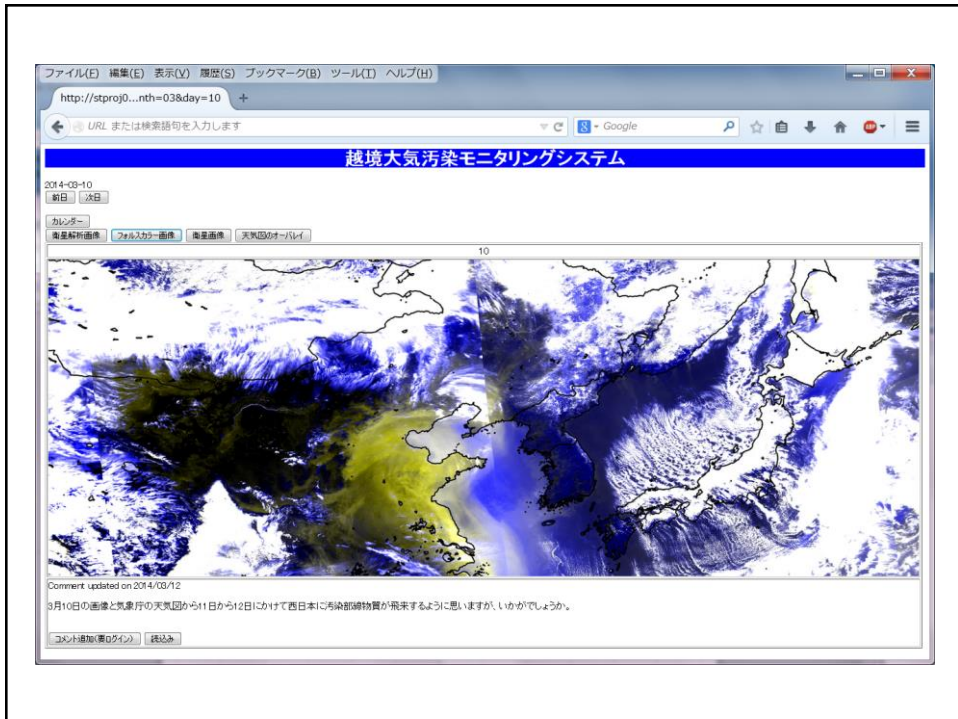 ファイル(F) 編集(E) 表示(V) 履歴(S) ブックマーク(B) ツール(T) ヘルプ(H)
http://stproj0...nth=03&day=10 +
URL または検索語句を入力します 8 - Google ABP
越境大気汚染モニタリングシステム
2014-03-10
前日 次日
カレンダー
衛星解析画像 フォルスカラー画像 衛星画像 天気図のオーバレイ
10
Comment updated on 2014/03/12
3月10日の画像と気象庁の天気図から11日から12日にかけて西日本に汚染部縮物質が飛来するように思いますが、いかがでしょうか。
コメント追加(要ログイン) 読込み